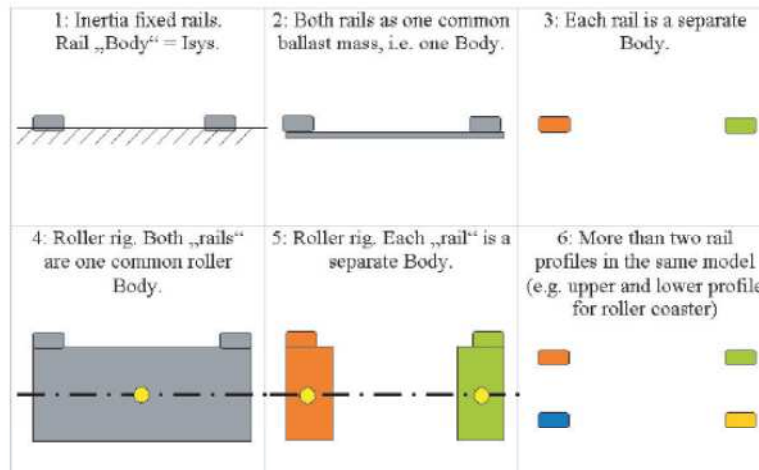 1: Inertia fixed rails.
Rail „Body“ = Isys.
2: Both rails as one common
ballast mass, i.e. one Body.
3: Each rail is a separate
Body.
4: Roller rig. Both „rails“
are one common roller
Body.
5: Roller rig. Each „rail“ is a
separate Body.
6: More than two rail
profiles in the same model
(e.g. upper and lower profile
for roller coaster)